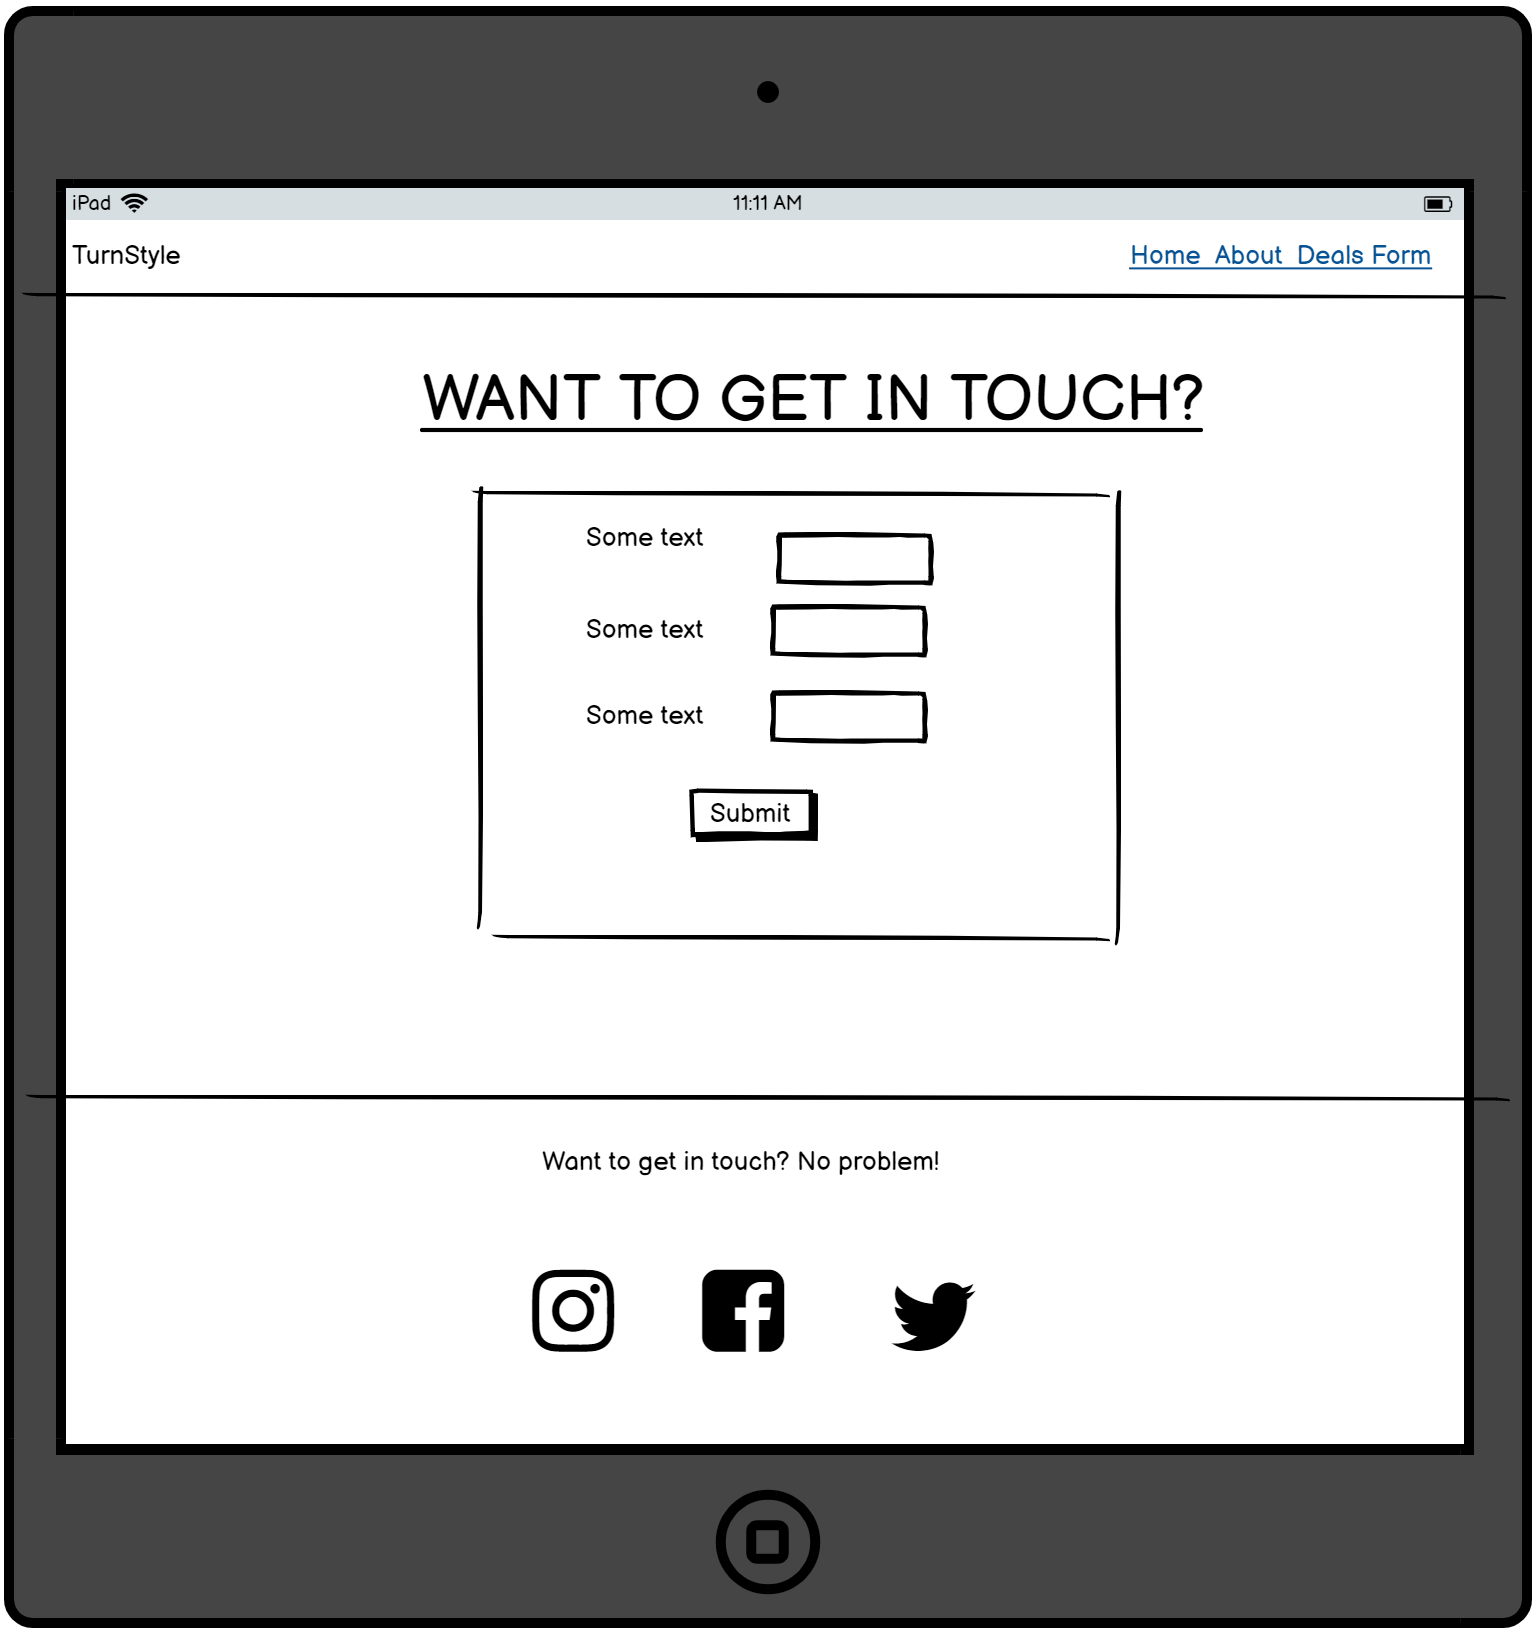 iPad 11:11 AM
TurnStyle Home About Deals Form
WANT TO GET IN TOUCH?
Some text
Some text
Some text
Submit
Want to get in touch? No problem!